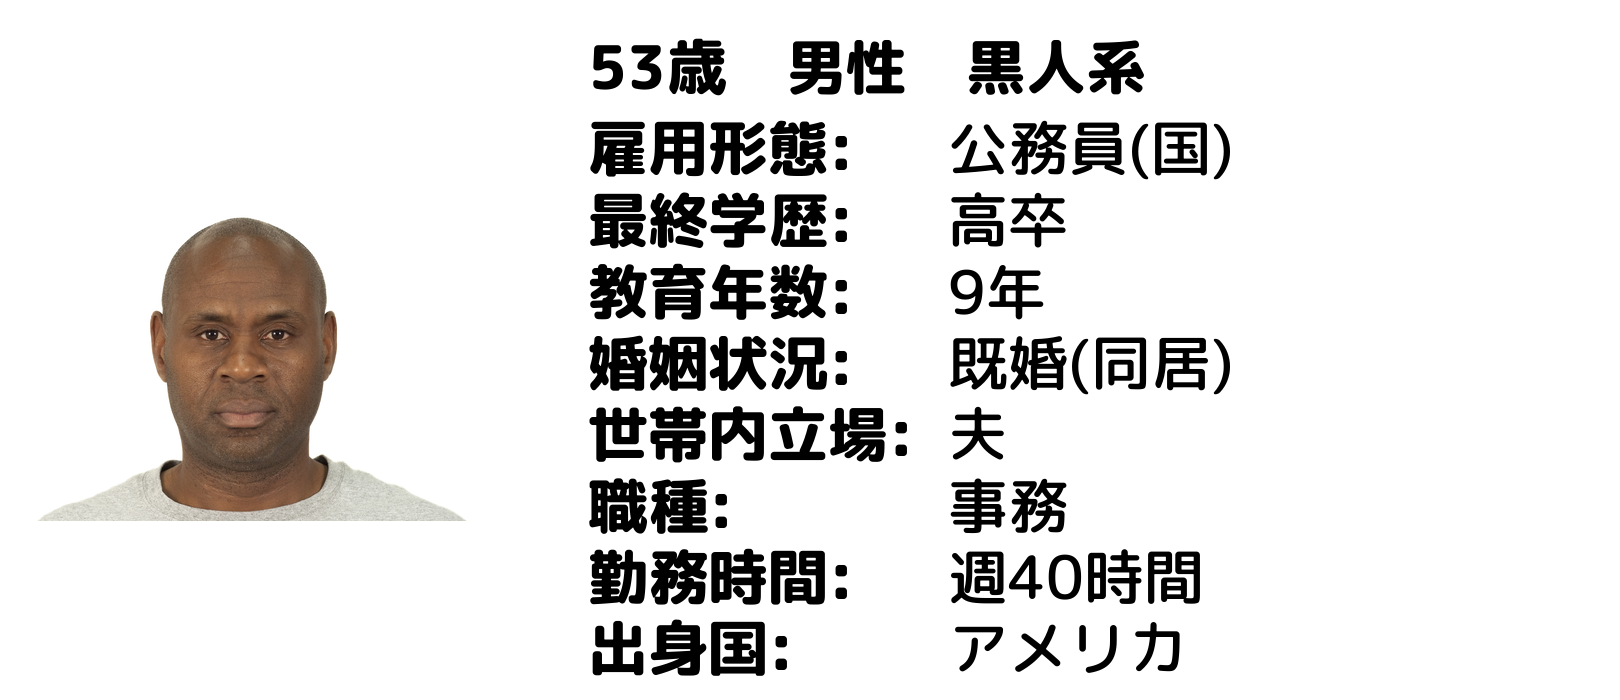 53歳　男性　黒人系
雇用形態:　公務員(国)
最終学歴:　高卒
教育年数:　9年
婚姻状況:　既婚(同居)
世帯内立場:　夫
職種:　事務
勤務時間:　週40時間
出身国:　アメリカ